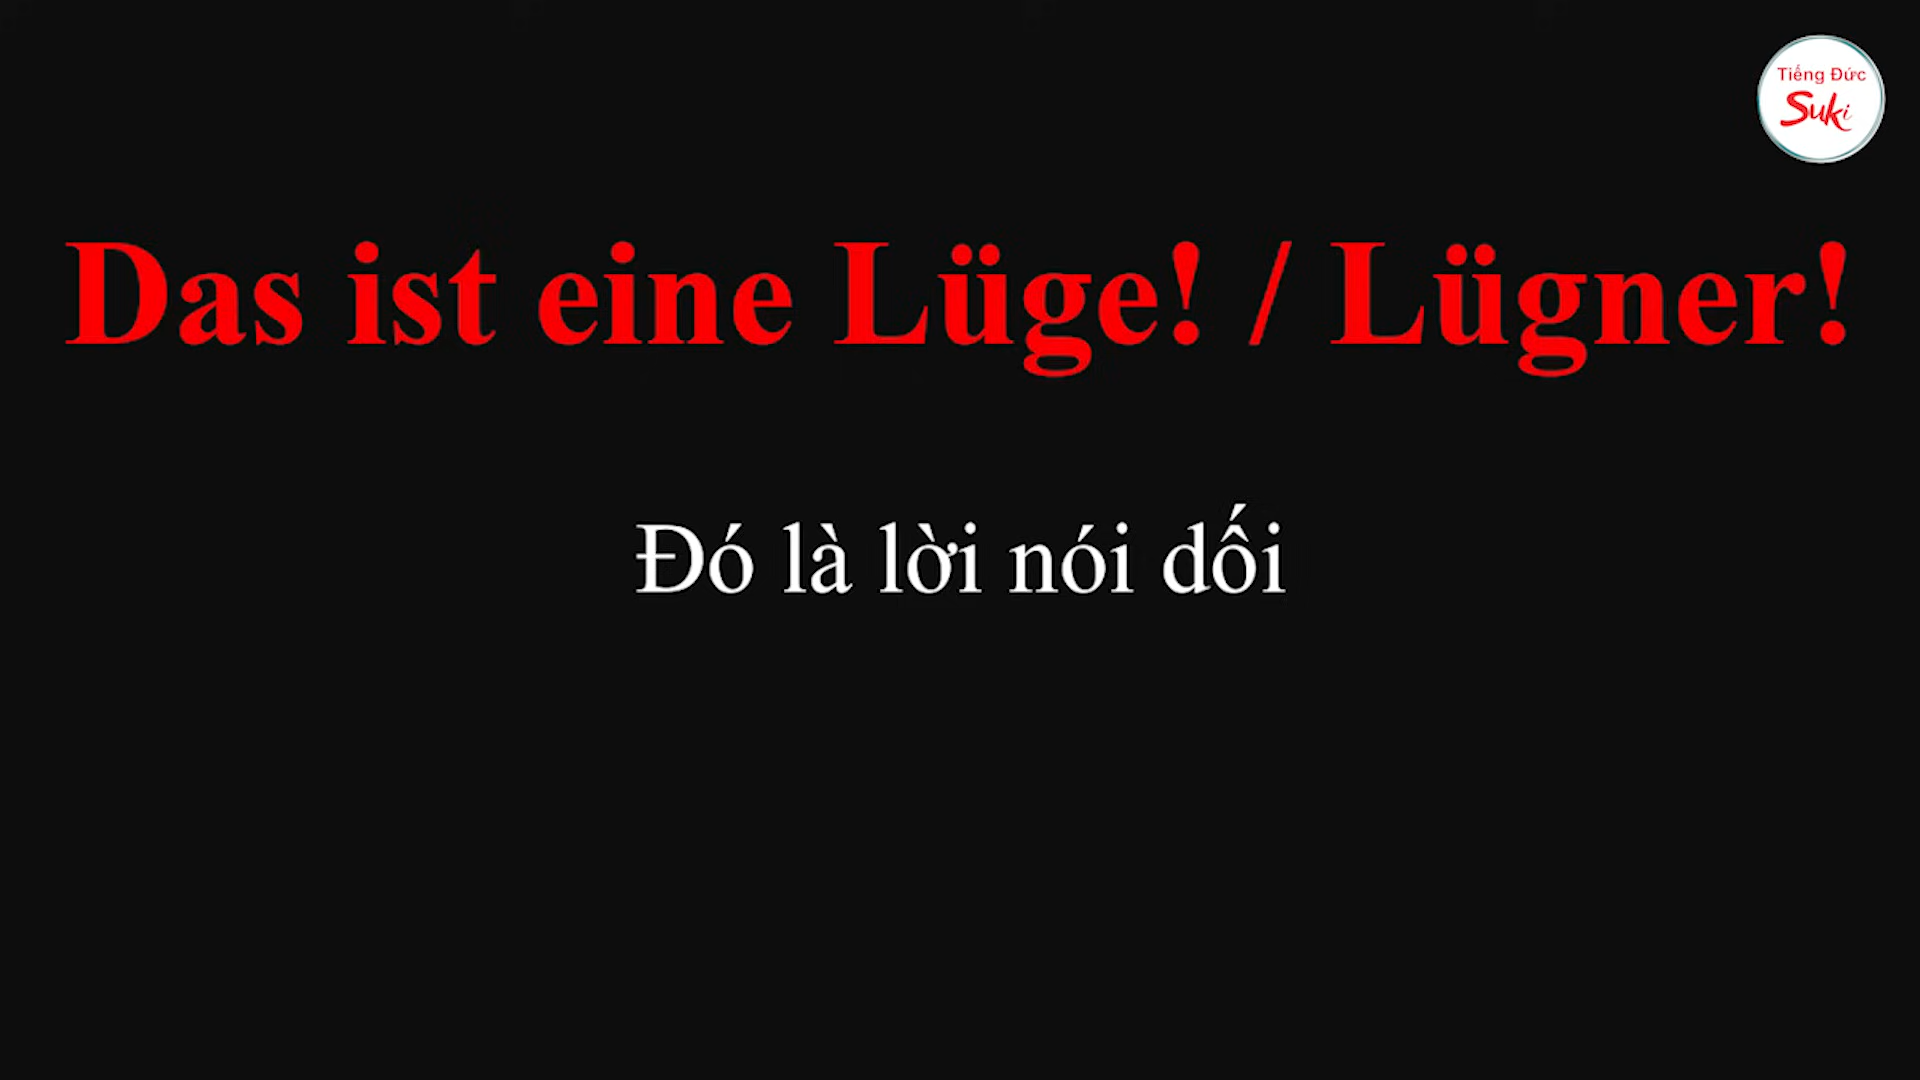 Tiếng Đức
Suki
Das ist eine Lüge! / Lügner!
Đó là lời nói dối